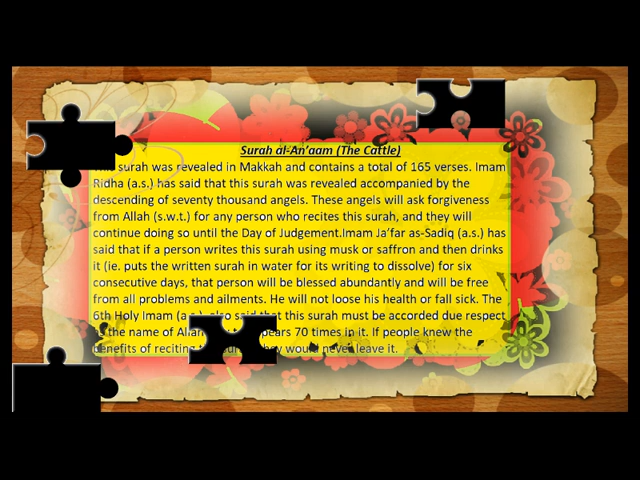 Surah al-An'aam (The Cattle)
surah was revealed in Makkah and contains a total of 165 verses. Imam
Ridha (a.s.) has said that this surah was revealed accompanied by the
descending of seventy thousand angels. These angels will ask forgiveness
from Allah (s.w.t.) for any person who recites this surah, and they will
continue doing so until the Day of Judgement.Imam Ja'far as-Sadiq (a.s.) has
said that if a person writes this surah using musk or saffron and then drinks
it (ie. puts the written surah in water for its writing to dissolve) for six
consecutive days, that person will be blessed abundantly and will be free
from all problems and ailments. He will not loose his health or fall sick. The
6th Holy Imam (a.s.) also said that this surah must be accorded due respect
as the name of Allah 70 times in it. If people knew the
benefits of reciting they would never leave it.